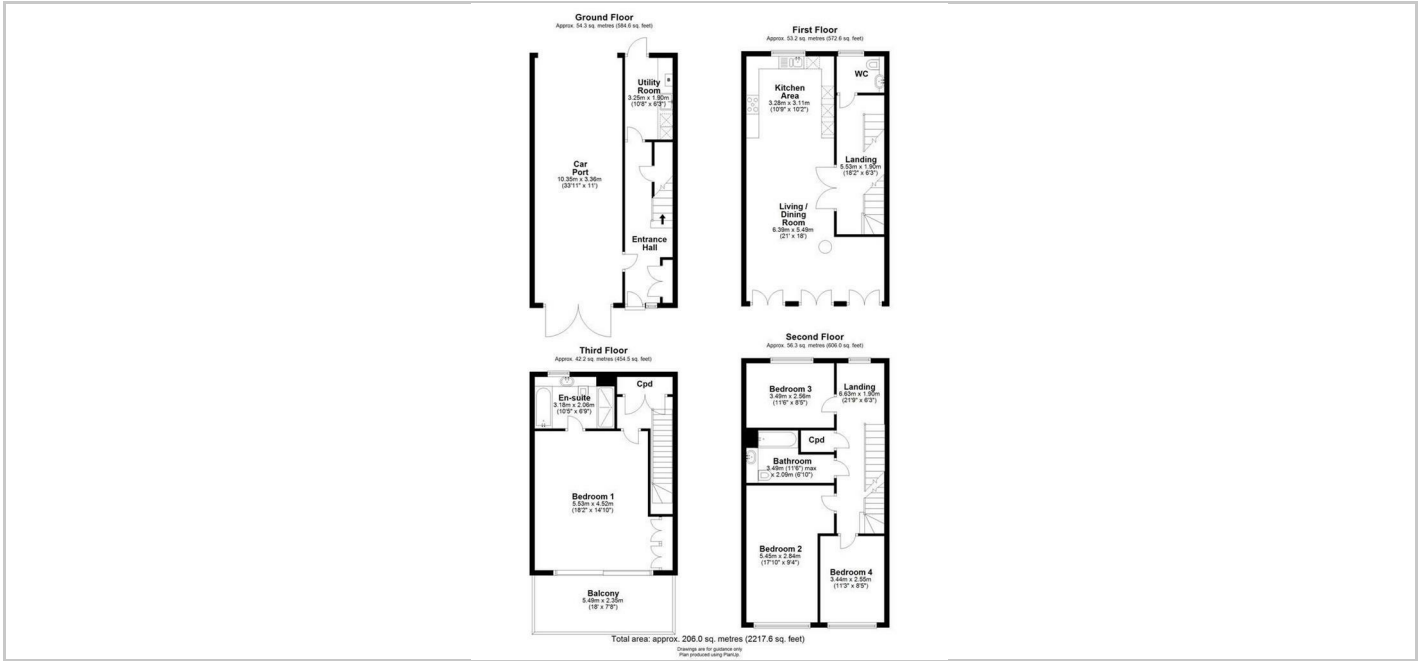 Ground Floor
Approx. 54.3 sq. metres (584.6 sq. feet)
Utility
Room
3.25m x 1.90m
(10'8" x 6'3")
Car
Port
10.35m x 3.36m
(33'11" x 11')
Entrance
Hall
First Floor
Approx. 53.2 sq. metres (572.6 sq. feet)
WC
Kitchen
Area
3.28m x 3.11m
(10'9" x 10'2")
Landing
5.53m x 1.90m
(18'2" x 6'3")
Living /
Dining
Room
6.39m x 5.49m
(21' x 18')
Third Floor
Approx. 42.2 sq. metres (454.5 sq. feet)
Cpd
En-suite
3.18m x 2.06m
(10'5" x 6'9")
Bedroom 1
5.53m x 4.52m
(18'2" x 14'10")
Balcony
5.49m x 2.35m
(18' x 7'8")
Second Floor
Approx. 56.3 sq. metres (606.0 sq. feet)
Bedroom 3
3.49m x 2.56m
(11'6" x 8'5")
Landing
6.63m x 1.90m
(21'9" x 6'3")
Cpd
Bathroom
3.49m (11'6") max
x 2.09m (6'10")
Bedroom 2
5.45m x 2.84m
(17'10" x 9'4")
Bedroom 4
3.44m x 2.55m
(11'3" x 8'5")
Total area: approx. 206.0 sq. metres (2217.6 sq. feet)
Drawings are for guidance only
Plan produced using PlanUp.